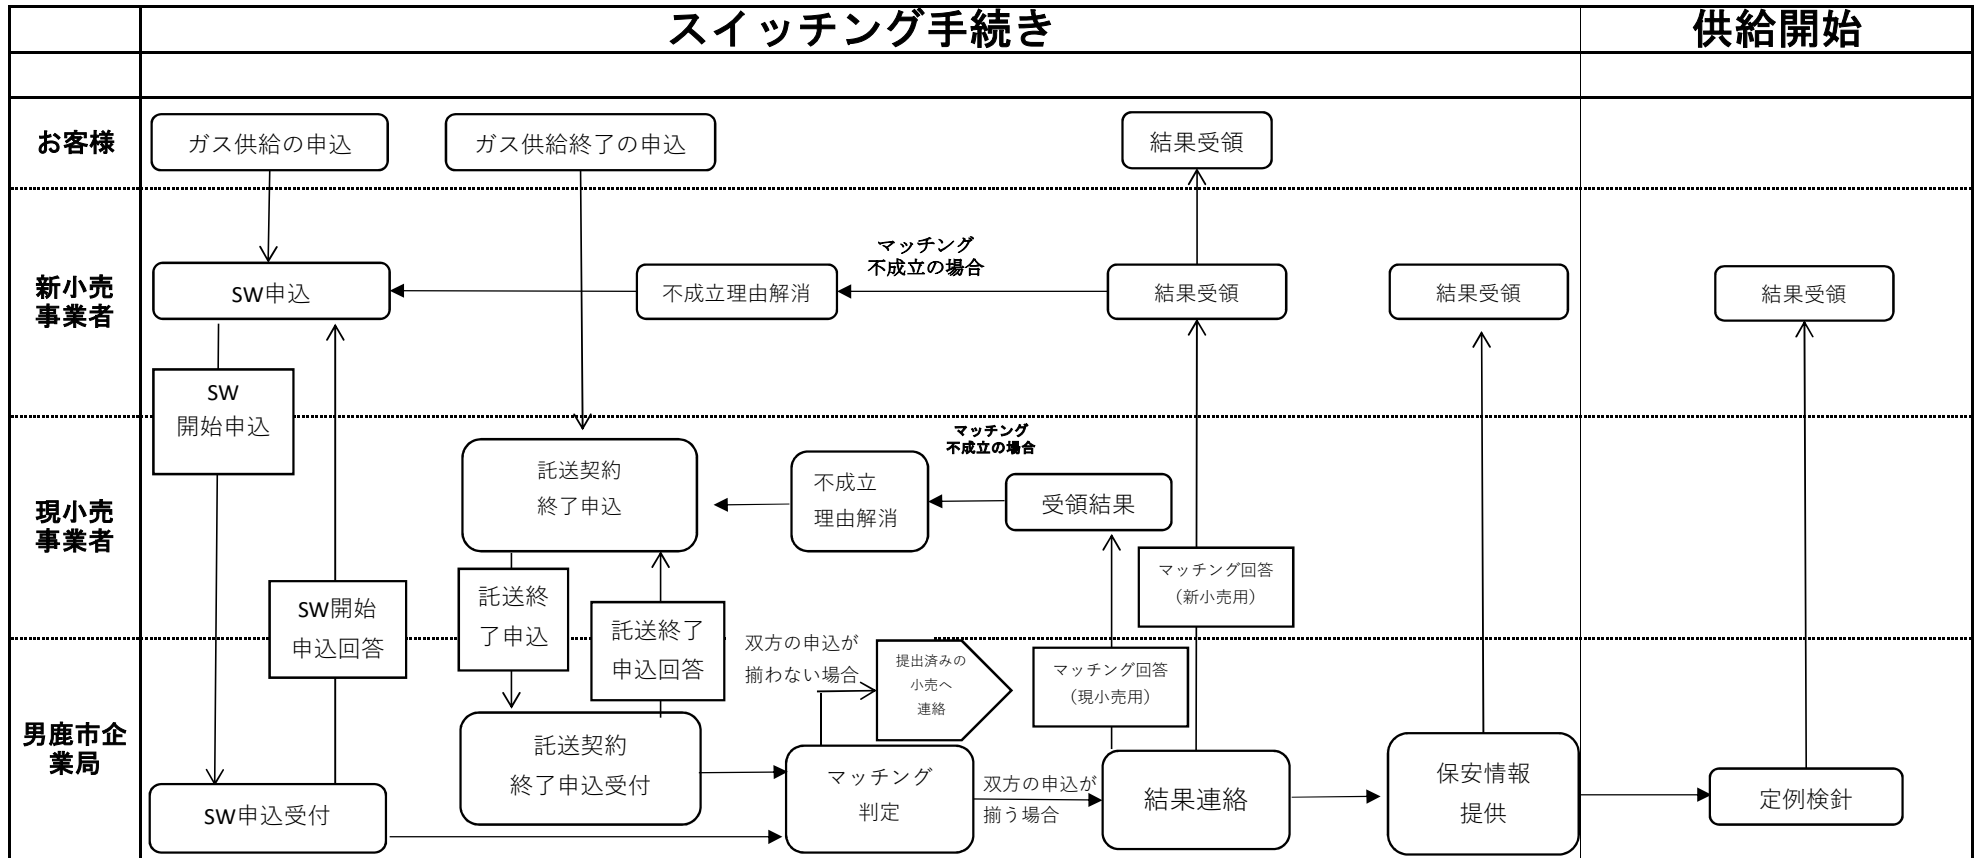 スイッチング手続き
供給開始
お客様
ガス供給の申込
ガス供給終了の申込
結果受領
新小売
事業者
SW申込
不成立理由解消
マッチング
不成立の場合
結果受領
結果受領
結果受領
SW
開始申込
現小売
事業者
託送契約
終了申込
不成立
理由解消
マッチング
不成立の場合
受領結果
SW開始
申込回答
託送終
了申込
託送終了
申込回答
マッチング回答
（新小売用）
男鹿市企
業局
双方の申込が
揃わない場合
提出済みの
小売へ
連絡
マッチング回答
（現小売用）
SW申込受付
託送契約
終了申込受付
マッチング
判定
双方の申込が
揃う場合
結果連絡
保安情報
提供
定例検針